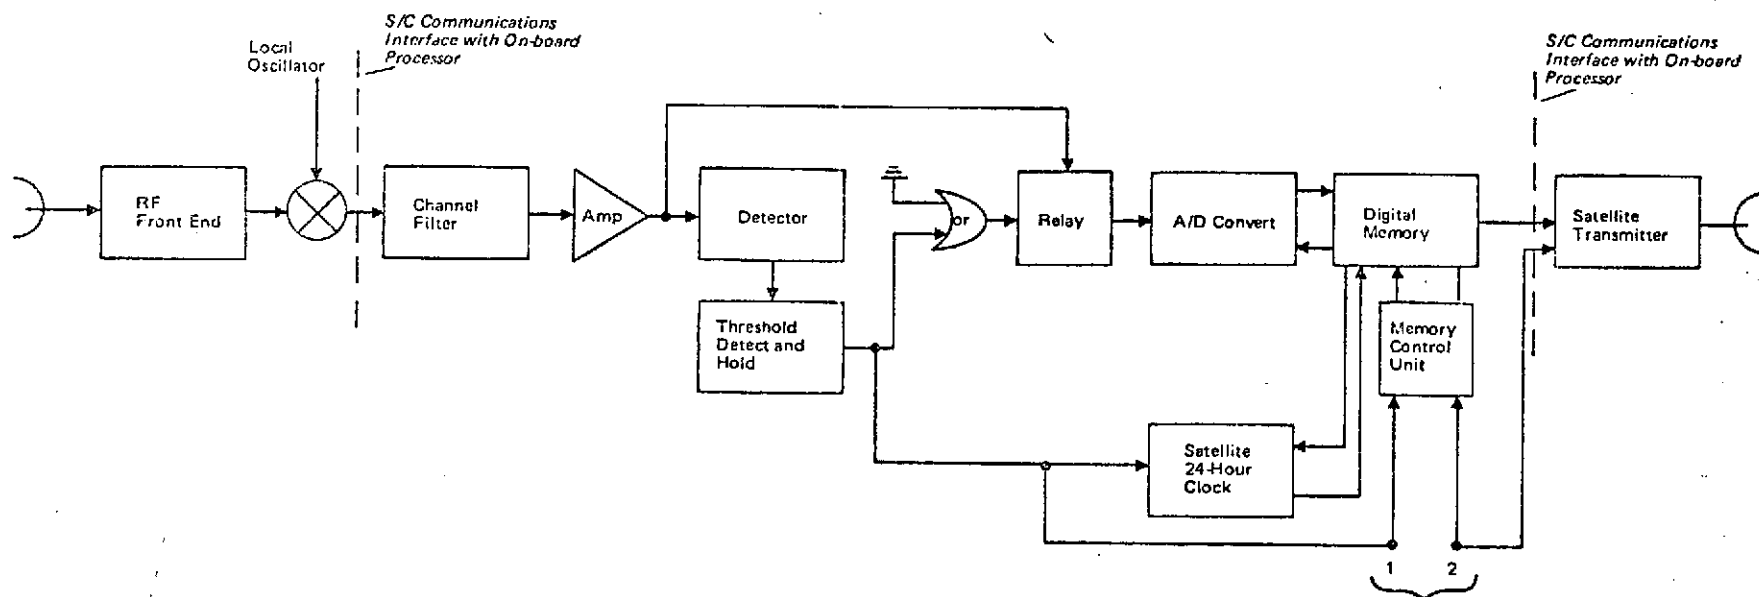 S/C Communications
Interface with On-board
Processor
Local
Oscillator
S/C Communications
Interface with On-board
Processor
RF
Front End
Channel
Filter
Amp
Detector
or
Relay
A/D Convert
Digital
Memory
Satellite
Transmitter
Threshold
Detect and
Hold
Memory
Control
Unit
Satellite
24-Hour
Clock
1
2